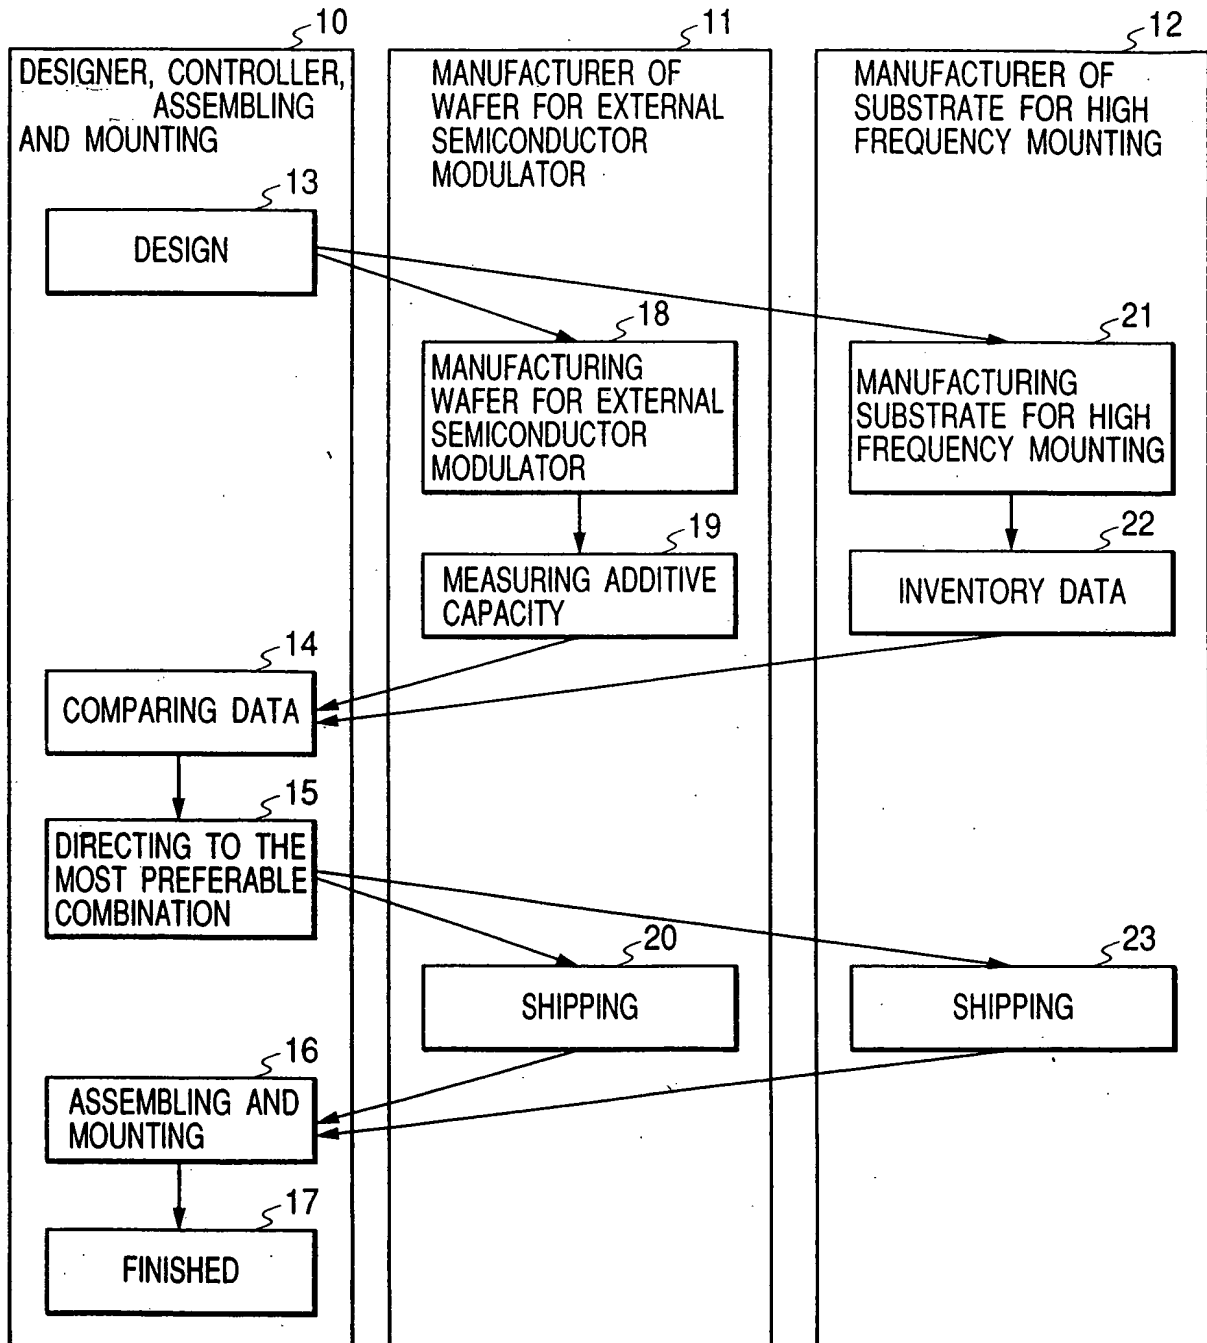 10
DESIGNER, CONTROLLER,
ASSEMBLING
AND MOUNTING
11
MANUFACTURER OF
WAFER FOR EXTERNAL
SEMICONDUCTOR
MODULATOR
12
MANUFACTURER OF
SUBSTRATE FOR HIGH
FREQUENCY MOUNTING
13
DESIGN
18
MANUFACTURING
WAFER FOR EXTERNAL
SEMICONDUCTOR
MODULATOR
21
MANUFACTURING
SUBSTRATE FOR HIGH
FREQUENCY MOUNTING
19
MEASURING ADDITIVE
CAPACITY
22
INVENTORY DATA
14
COMPARING DATA
15
DIRECTING TO THE
MOST PREFERABLE
COMBINATION
20
SHIPPING
23
SHIPPING
16
ASSEMBLING AND
MOUNTING
17
FINISHED